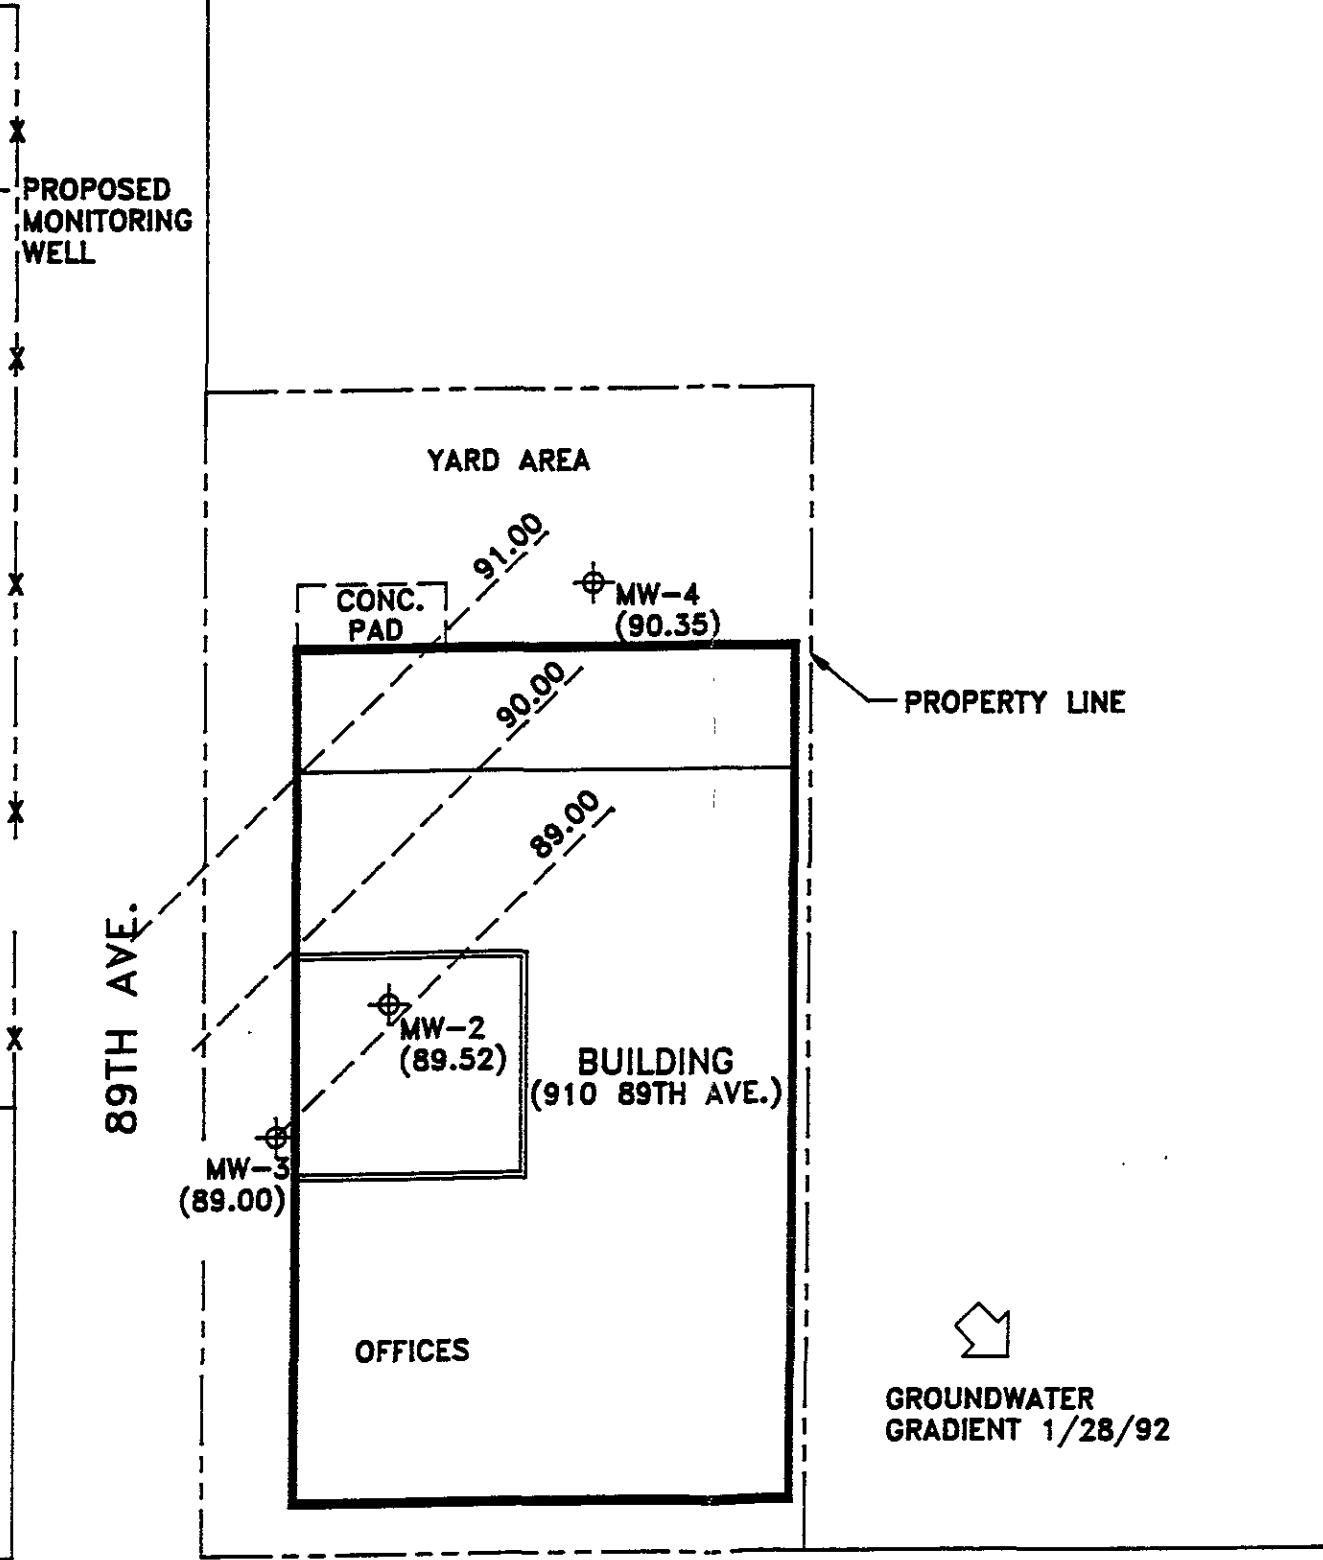 PROPOSED
MONITORING
WELL
YARD AREA
91.00
CONC.
PAD
MW-4
(90.35)
90.00
PROPERTY LINE
89.00
89TH AVE.
MW-2
(89.52)
BUILDING
(910 89TH AVE.)
MW-3
(89.00)
OFFICES
GROUNDWATER
GRADIENT 1/28/92